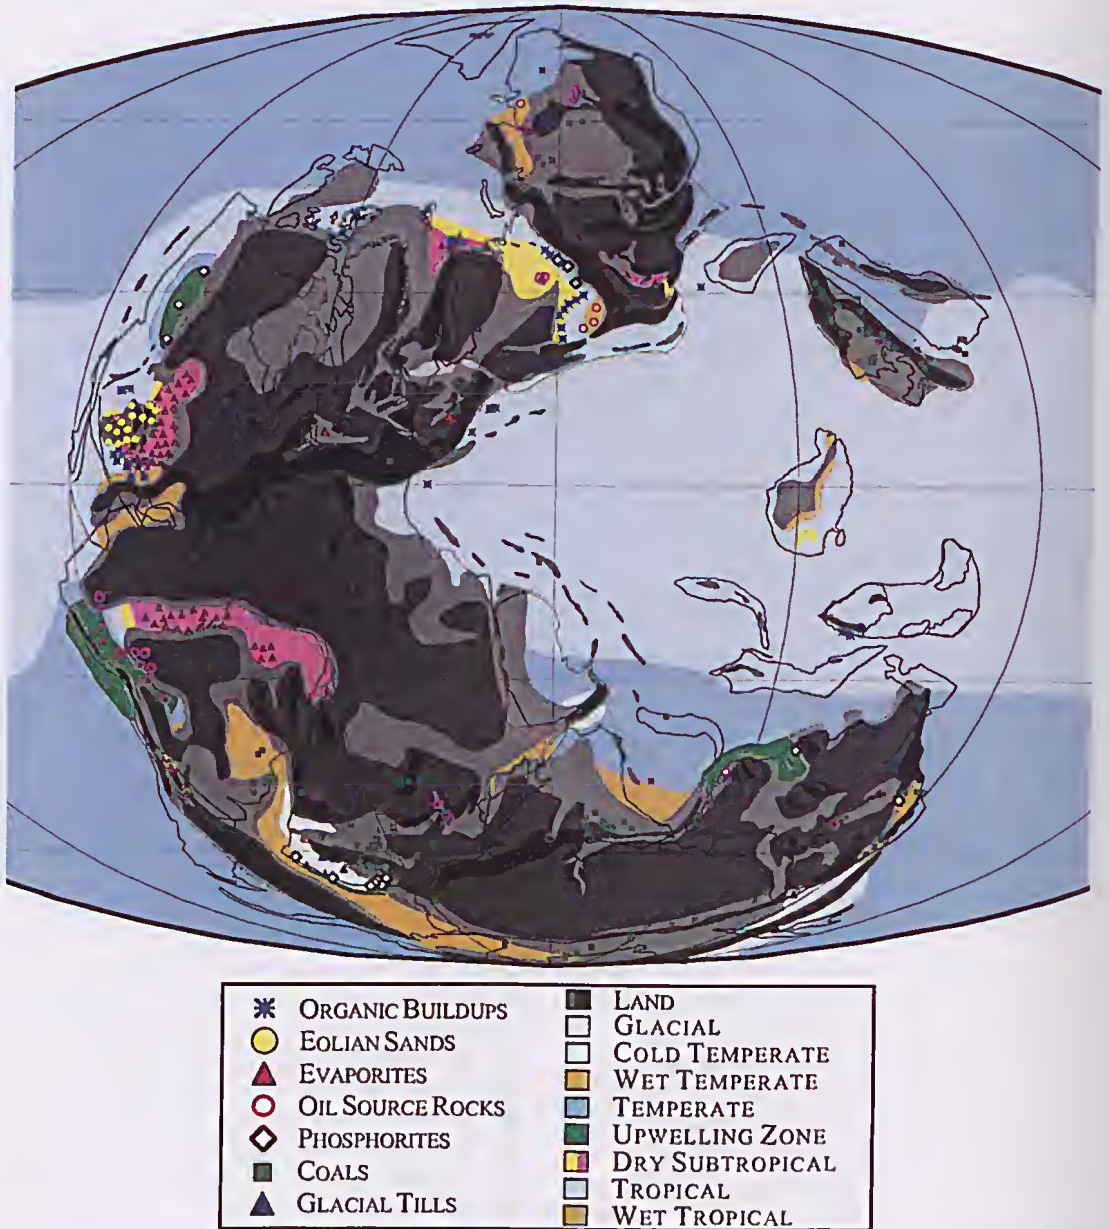 ORGANIC BUILDUPS
EOLIAN SANDS
EVAPORITES
OIL SOURCE ROCKS
PHOSPHORITES
COALS
GLACIAL TILLS
LAND
GLACIAL
COLD TEMPERATE
WET TEMPERATE
TEMPERATE
UPWELLING ZONE
DRY SUBTROPICAL
TROPICAL
WET TROPICAL